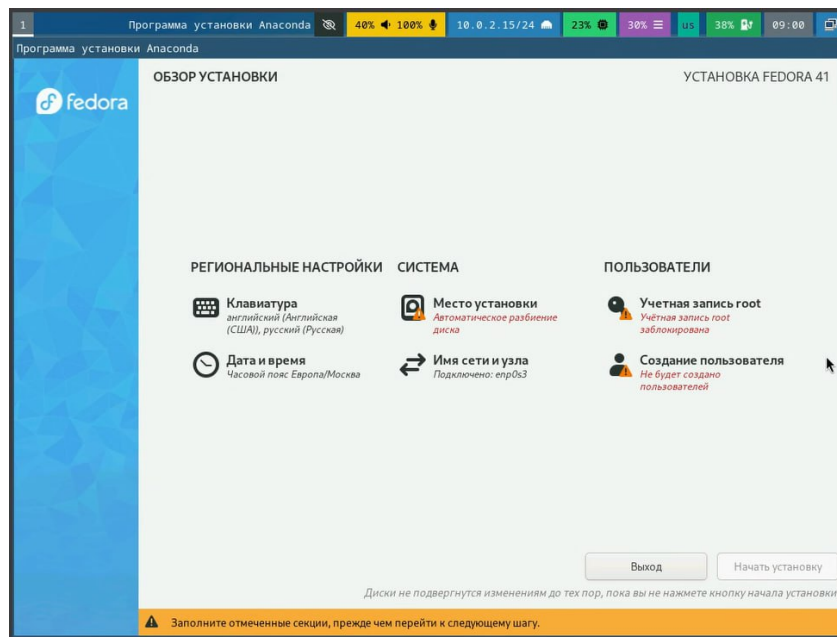 1 Программа установки Anaconda 40% 100% 10.0.2.15/24 23% 30% us 38% 09:00
Программа установки Anaconda
fedora
ОБЗОР УСТАНОВКИ
УСТАНОВКА FEDORA 41
РЕГИОНАЛЬНЫЕ НАСТРОЙКИ
Клавиатура
английский (Английская
(США)), русский (Русская)
Дата и время
Часовой пояс Европа/Москва
СИСТЕМА
Место установки
Автоматическое разбиение
диска
Имя сети и узла
Подключено: enp0s3
ПОЛЬЗОВАТЕЛИ
Учетная запись root
Учётная запись root
заблокирована
Создание пользователя
Не будет создано
пользователей
Выход
Начать установку
Диски не подвергнутся изменениям до тех пор, пока вы не нажмете кнопку начала установки
Заполните отмеченные секции, прежде чем перейти к следующему шагу.